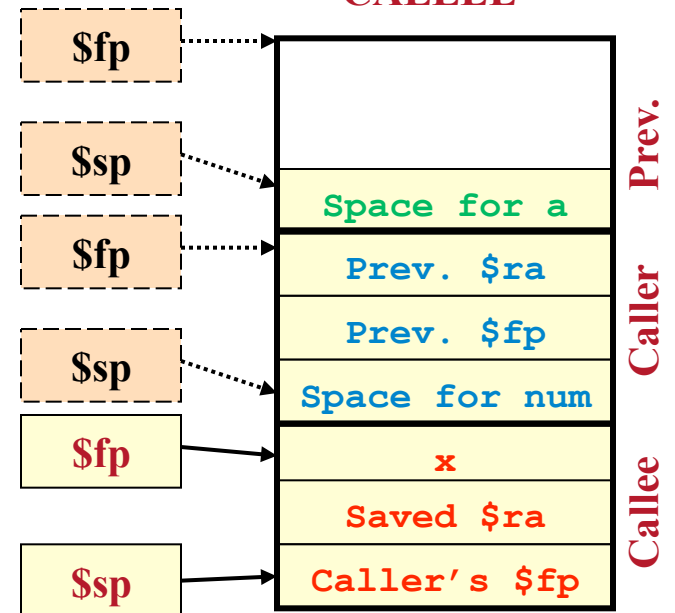 CALLEE
$fp
$sp
Space for a
Prev.
$fp
Prev. $ra
Prev. $fp
$sp
Space for num
Caller
$fp
x
Saved $ra
$sp
Caller's $fp
Callee